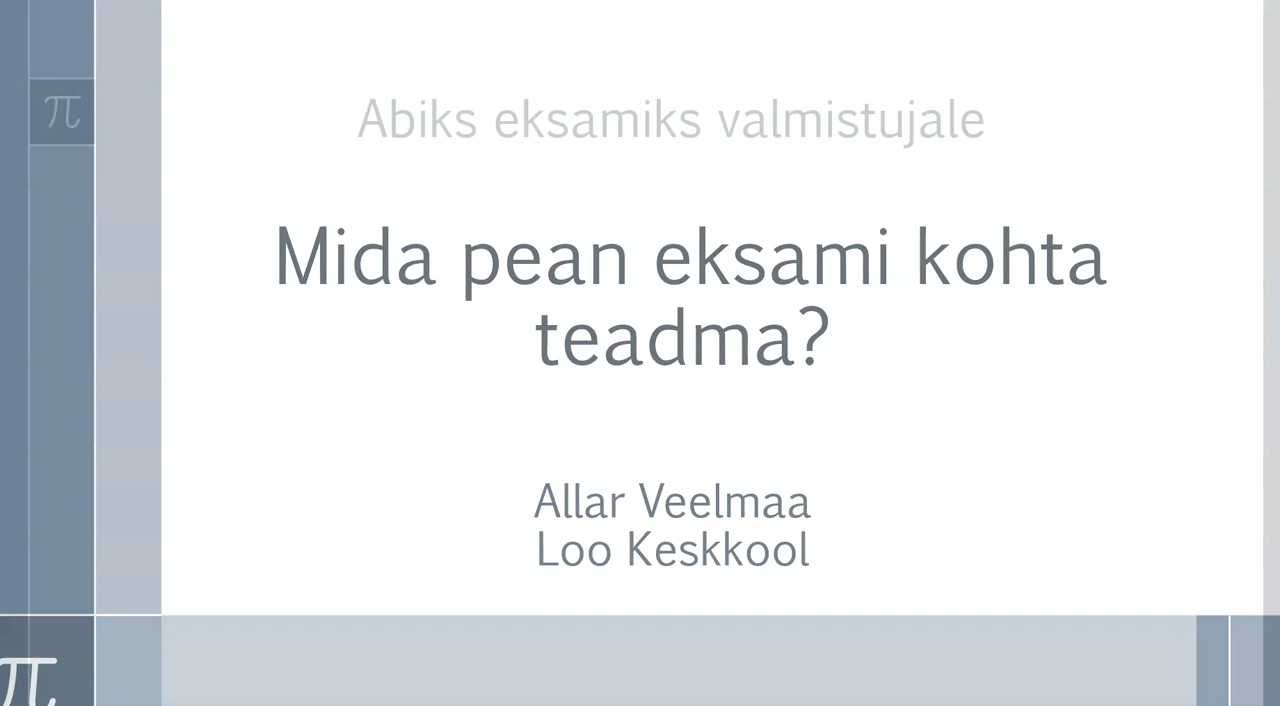 π
Abiks eksamiks valmistujale
Mida pean eksami kohta
teadma?
Allar Veelmaa
Loo Keskkool
π